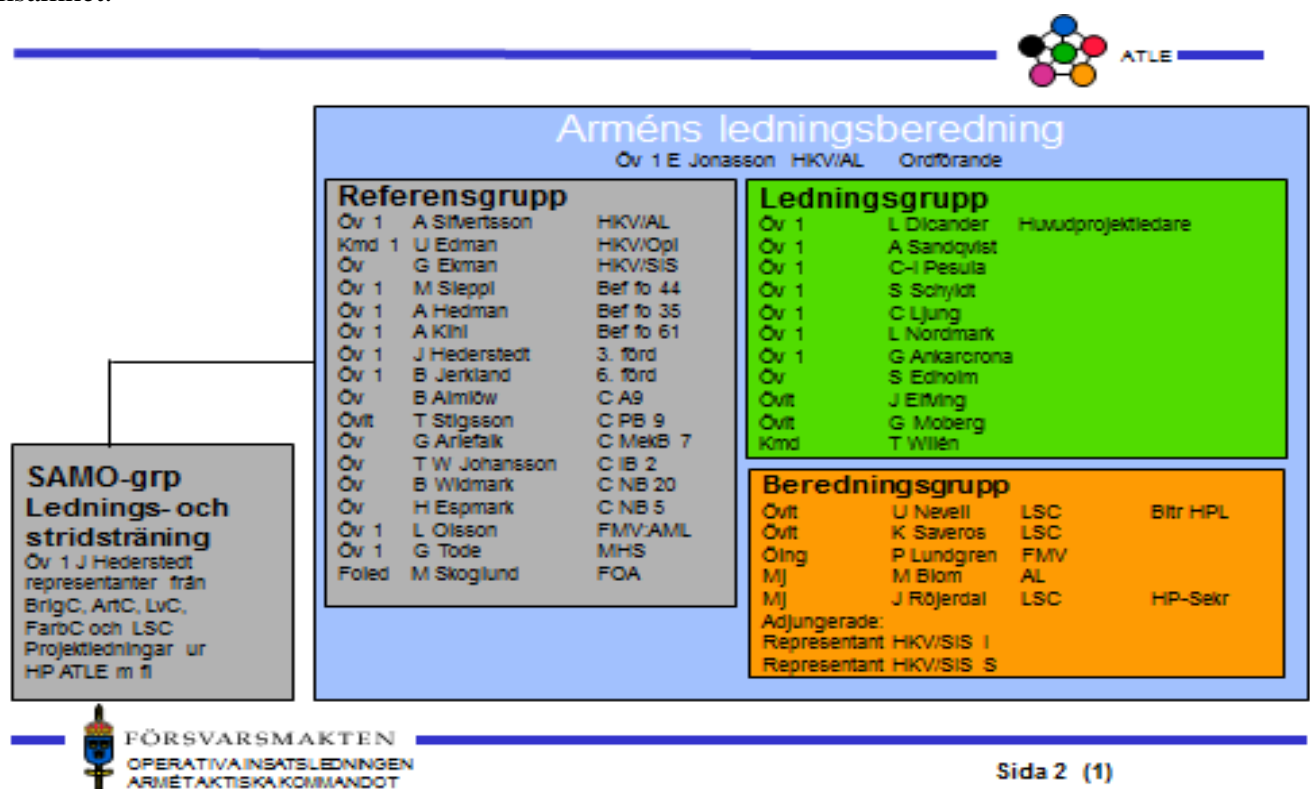 ATLE
Arméns ledningsberedning
Öv 1 E Jonasson HKV/AL Ordförande
Referensgrupp
Öv 1 A Sifvertsson HKV/AL
Kmd 1 U Edman HKV/Opl
Öv G Ekman HKV/SIS
Öv 1 M Sleppl Bef fo 44
Öv 1 A Hedman Bef fo 35
Öv 1 A Kihl Bef fo 61
Öv 1 J Hederstedt 3. förd
Öv 1 B Jerkland 6. förd
Öv B Almlöw C A9
Övlt T Stigsson C PB 9
Öv G Arlefalk C MekB 7
Öv T W Johansson C IB 2
Öv B Widmark C NB 20
Öv H Espmark C NB 5
Öv 1 L Olsson FMV:AML
Öv 1 G Tode MHS
Foled M Skoglund FOA
Ledningsgrupp
Öv 1 L Dicander Huvudprojektledare
Öv 1 A Sandqvist
Öv 1 C-I Pesula
Öv 1 S Schyldt
Öv 1 C Ljung
Öv 1 L Nordmark
Öv 1 G Ankarcrona
Öv S Edholm
Övlt J Elfving
Övlt G Moberg
Kmd T Wilén
Beredningsgrupp
Övlt U Nevell LSC Bitr HPL
Övlt K Saveros LSC
Öing P Lundgren FMV
Mj M Blom AL
Mj J Röjerdal LSC HP-Sekr
Adjungerade:
Representant HKV/SIS I
Representant HKV/SIS S
SAMO-grp
Lednings- och
stridsträning
Öv 1 J Hederstedt
representanter från
BrigC, ArtC, LvC,
FarbC och LSC
Projektledningar ur
HP ATLE m fl
FÖRSVARSMAKTEN
OPERATIVA INSATSLEDNINGEN
ARMÉTAKTISKA KOMMANDOT
Sida 2 (1)